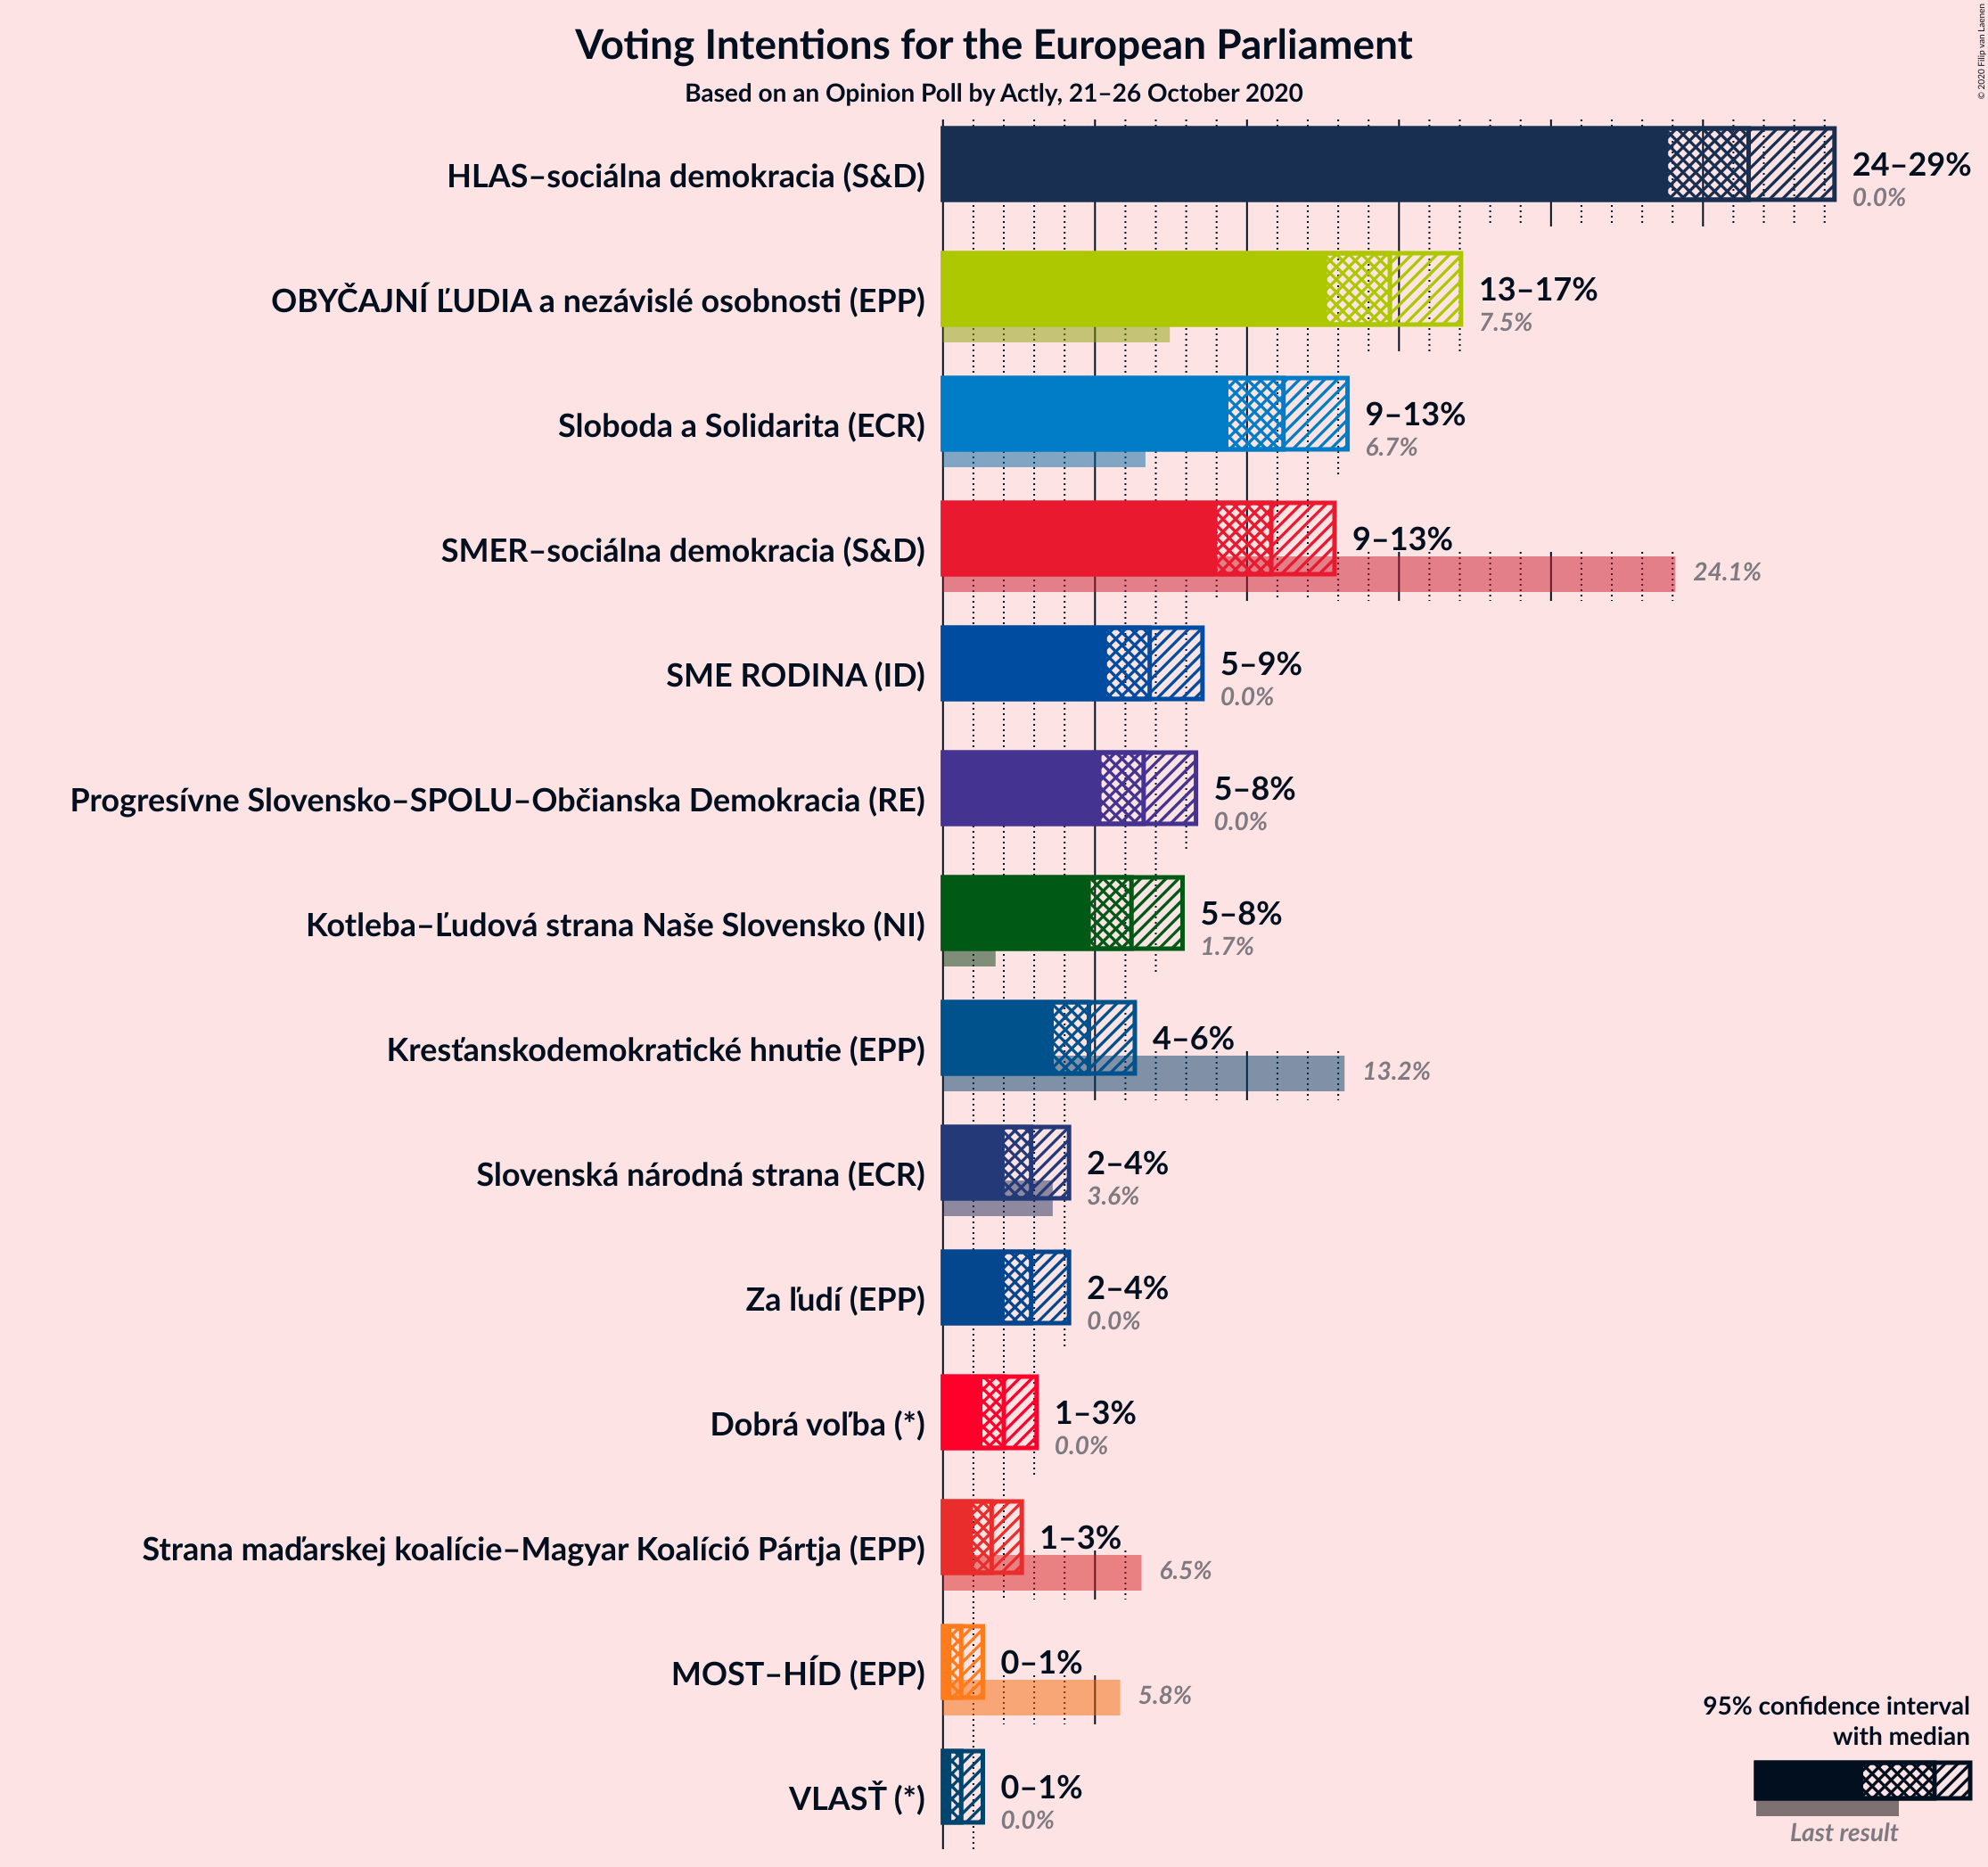 Voting Intentions for the European Parliament
Based on an Opinion Poll by Actly, 21–26 October 2020
© 2020 Filip van Laenen
HLAS–sociálna demokracia (S&D)
24–29%
0.0%
OBYČAJNÍ ĽUDIA a nezávislé osobnosti (EPP)
13–17%
7.5%
Sloboda a Solidarita (ECR)
9–13%
6.7%
SMER–sociálna demokracia (S&D)
9–13%
24.1%
SME RODINA (ID)
5–9%
0.0%
Progresívne Slovensko–SPOLU–Občianska Demokracia (RE)
5–8%
0.0%
Kotleba–Ľudová strana Naše Slovensko (NI)
5–8%
1.7%
Kresťanskodemokratické hnutie (EPP)
4–6%
13.2%
Slovenská národná strana (ECR)
2–4%
3.6%
Za ľudí (EPP)
2–4%
0.0%
Dobrá voľba (*)
1–3%
0.0%
Strana maďarskej koalície–Magyar Koalíció Pártja (EPP)
1–3%
6.5%
MOST–HÍD (EPP)
0–1%
5.8%
VLASŤ (*)
0–1%
0.0%
95% confidence interval
with median
Last result